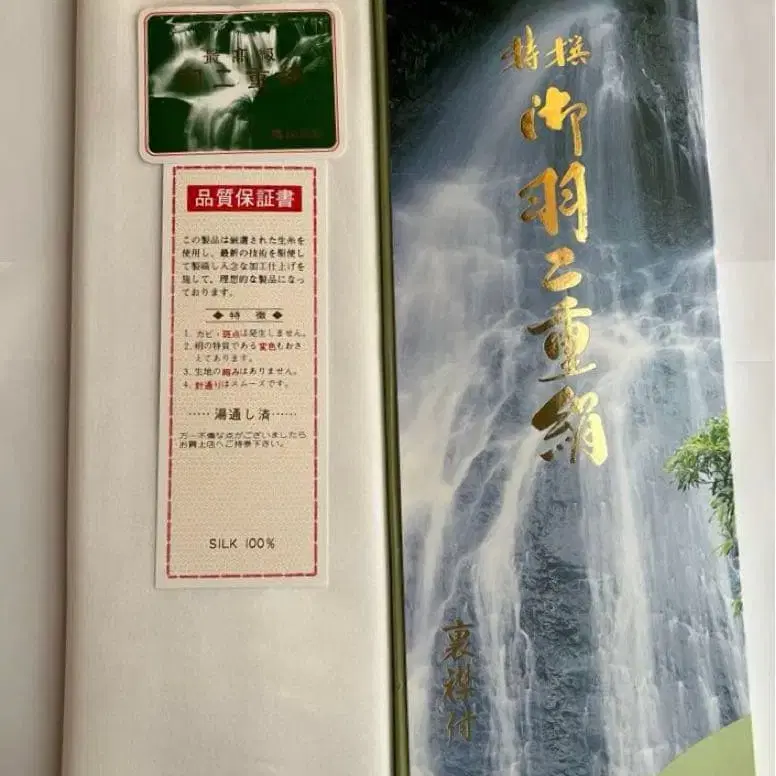 最高級
二重
品質保証書
この製品は厳選された生糸を
使用し、最新の技術を駆使し
て製織し入念な加工仕上げを
施して、理想的な製品になっ
ております。
◆特徴◆
1. カビ・斑点は発生しません。
2. 絹の特質である変色もおさ
えてあります。
3. 生地の縮みはありません。
4. 針通りはスムーズです。
‥‥‥湯通し済‥‥‥
万一不備な点がございましたら
お買上店へご持参下さい。
SILK 100%
特撰
御羽二重絹
裏襟付